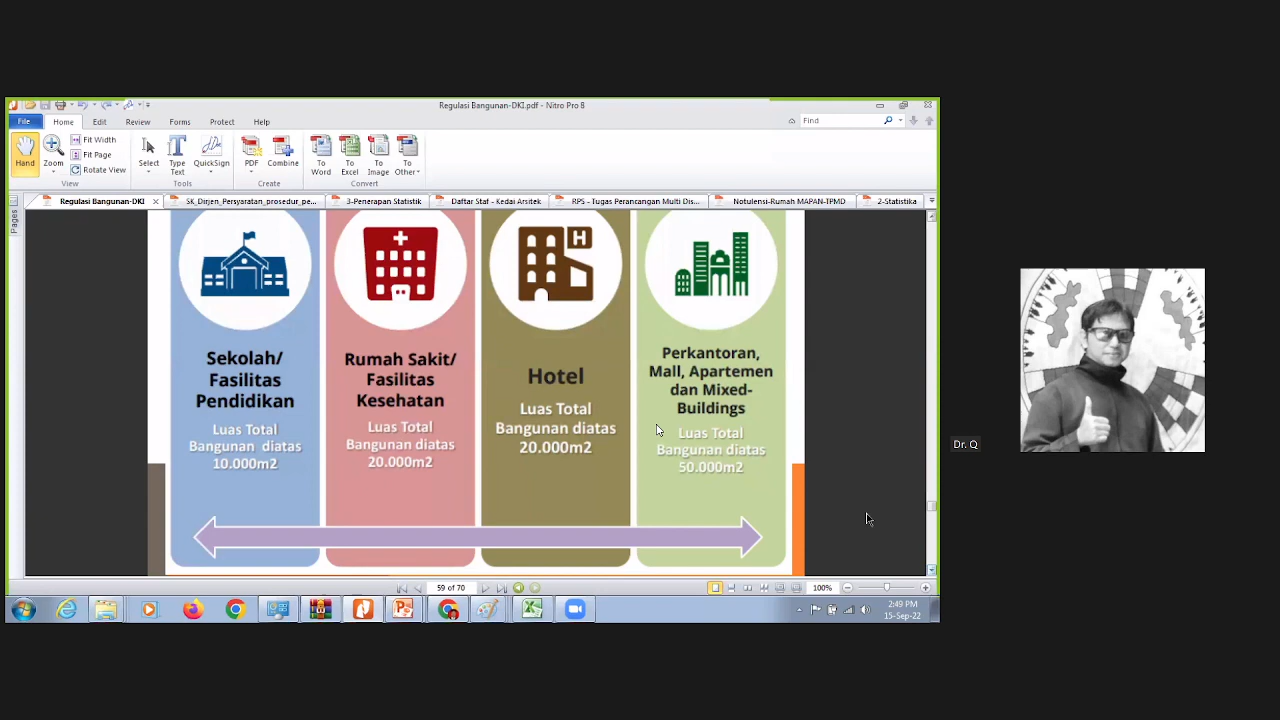 Regulasi Bangunan-DKI.pdf - Nitro Pro 8
File Home Edit Review Forms Protect Help
Find
Hand
Zoom
Fit Width
Fit Page
Rotate View
Select
Type Text
QuickSign
PDF
Combine
To Word
To Excel
To Image
To Other
View Tools Create Convert
Regulasi Bangunan-DKI
SK_Dirjen_Persyaratan_prosedur_pe...
3-Penerapan Statistik
Daftar Staf - Kedai Arsitek
RPS - Tugas Perancangan Multi Dis...
Notulensi-Rumah MAPAN-TPMD
2-Statistika
Pages
Sekolah/
Fasilitas
Pendidikan
Luas Total
Bangunan diatas
10.000m2
Rumah Sakit/
Fasilitas
Kesehatan
Luas Total
Bangunan diatas
20.000m2
H
Hotel
Luas Total
Bangunan diatas
20.000m2
Perkantoran,
Mall, Apartemen
dan Mixed-
Buildings
Luas Total
Bangunan diatas
50.000m2
59 of 70
100%
2:49 PM
15-Sep-22
Dr. Q